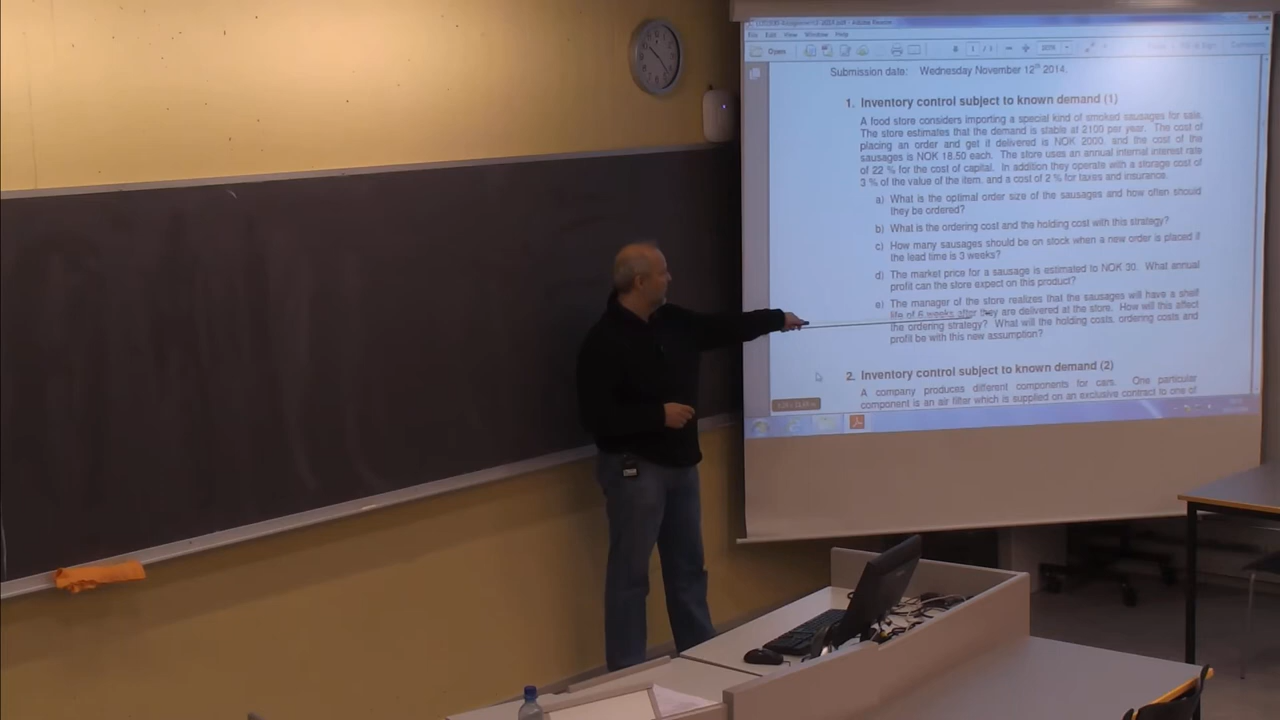 File Edit View Window Help
Open
Submission date: Wednesday November 12th 2014.
1. Inventory control subject to known demand (1)
A food store considers importing a special kind of smoked sausages for sale.
The store estimates that the demand is stable at 2100 per year. The cost of
placing an order and get it delivered is NOK 2000, and the cost of the
sausages is NOK 18.50 each. The store uses an annual internal interest rate
of 22 % for the cost of capital. In addition they operate with a storage cost of
3 % of the value of the item, and a cost of 2 % for taxes and insurance.
a) What is the optimal order size of the sausages and how often should
they be ordered?
b) What is the ordering cost and the holding cost with this strategy?
c) How many sausages should be on stock when a new order is placed if
the lead time is 3 weeks?
d) The market price for a sausage is estimated to NOK 30. What annual
profit can the store expect on this product?
e) The manager of the store realizes that the sausages will have a shelf
life of 6 weeks after they are delivered at the store. How will this affect
the ordering strategy? What will the holding costs, ordering costs and
profit be with this new assumption?
2. Inventory control subject to known demand (2)
A company produces different components for cars. One particular
component is an air filter which is supplied on an exclusive contract to one of